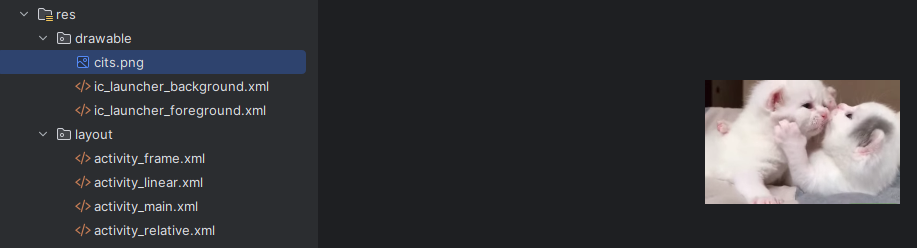 res
drawable
cits.png
</> ic_launcher_background.xml
</> ic_launcher_foreground.xml
layout
</> activity_frame.xml
</> activity_linear.xml
</> activity_main.xml
</> activity_relative.xml